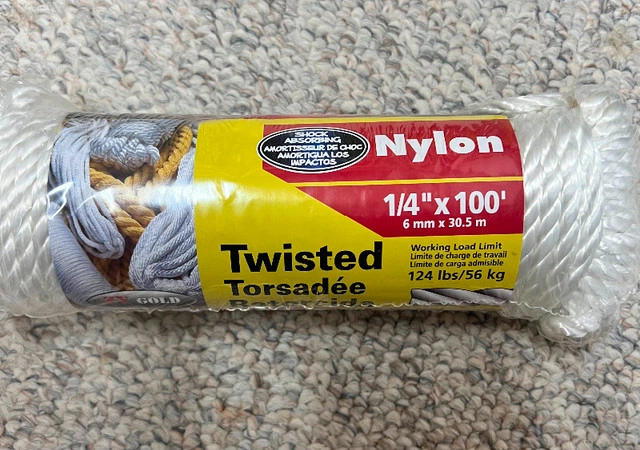 SHOCK
ABSORBING
AMORTISSEUR DE CHOC
AMORTIGUA LOS
IMPACTOS
Nylon
1/4" x 100'
6 mm x 30.5 m
Twisted
Torsadée
Working Load Limit
Limite de charge de travail
Limite de carga admisible
124 lbs/56 kg
GOLD